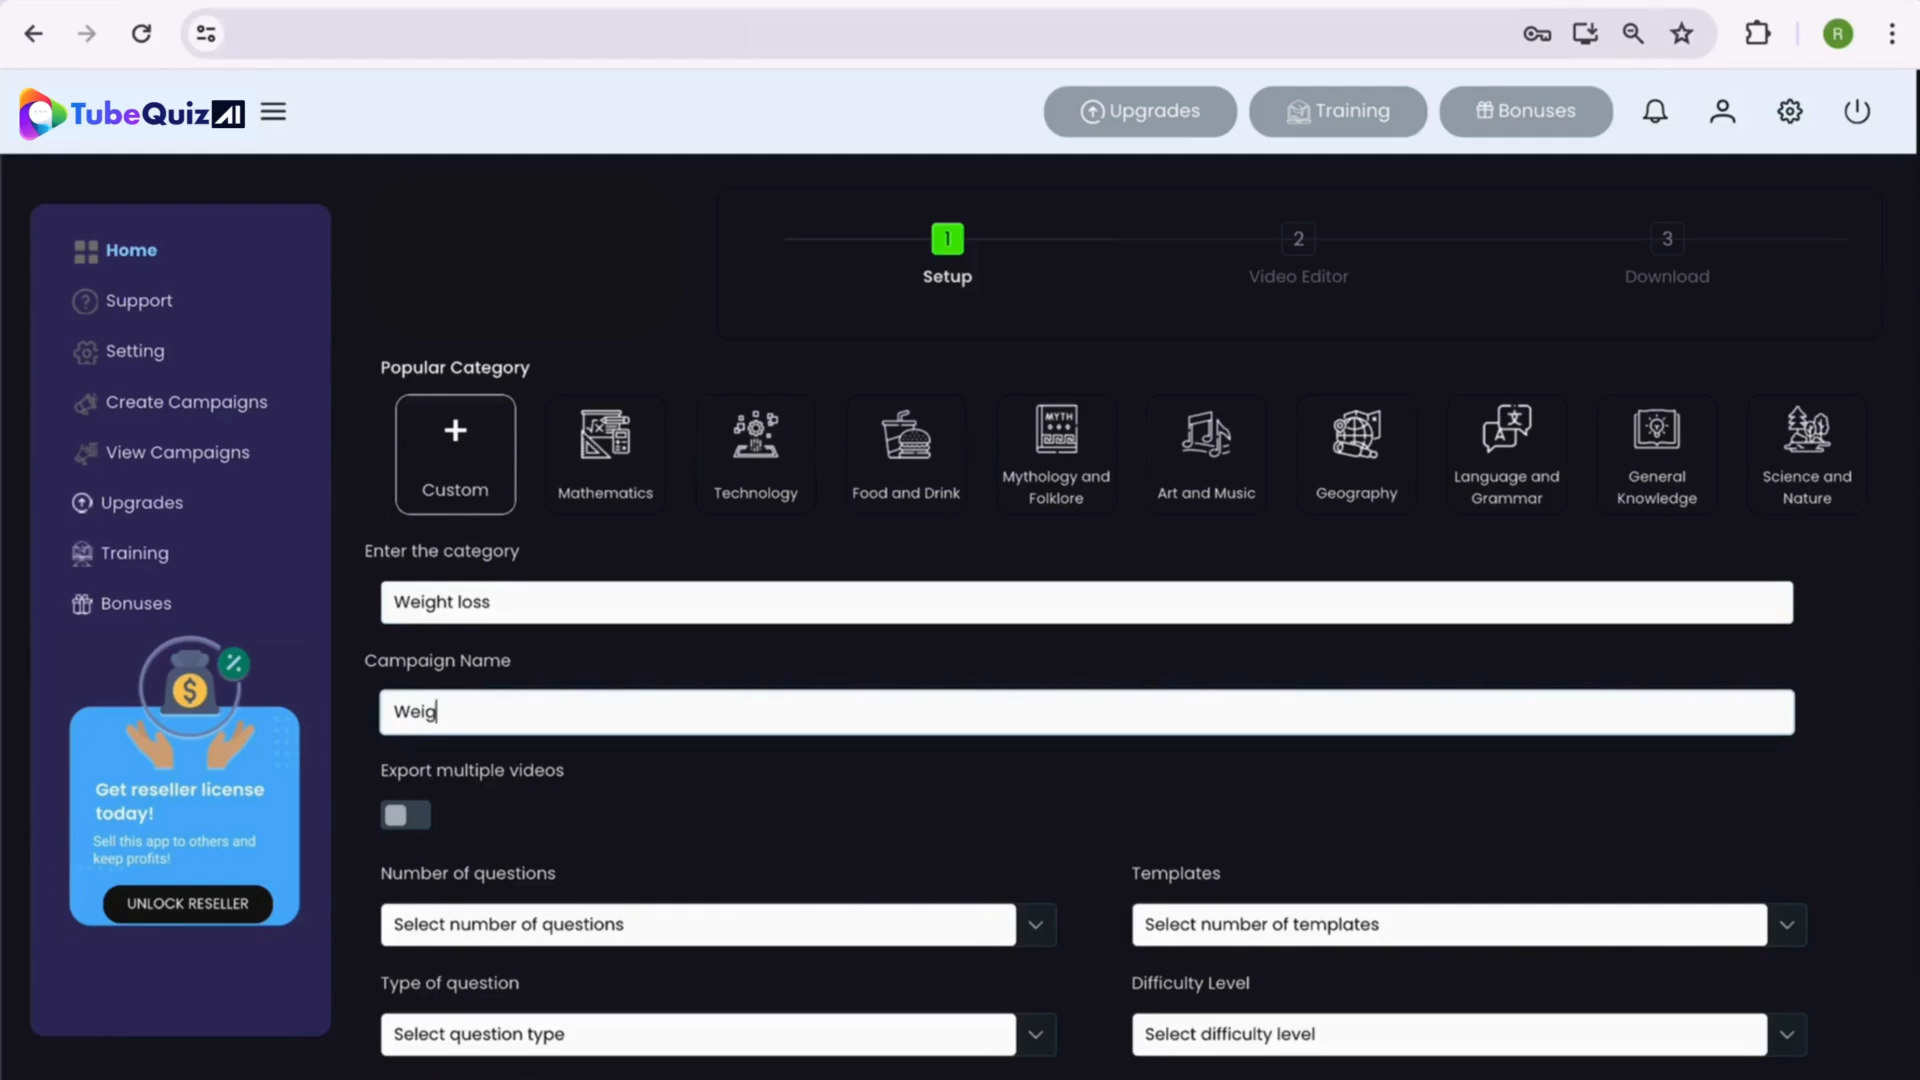 R
TubeQuiz AI
Upgrades
Training
Bonuses
Home
Support
Setting
Create Campaigns
View Campaigns
Upgrades
Training
Bonuses
$
%
Get reseller license
today!
Sell this app to others and
keep profits!
UNLOCK RESELLER
1
Setup
2
Video Editor
3
Download
Popular Category
+
Custom
Mathematics
Technology
Food and Drink
MYTH
Mythology and
Folklore
Art and Music
Geography
A 文
Language and
Grammar
General
Knowledge
Science and
Nature
Enter the category
Weight loss
Campaign Name
Weig
Export multiple videos
Number of questions
Select number of questions
Templates
Select number of templates
Type of question
Select question type
Difficulty Level
Select difficulty level